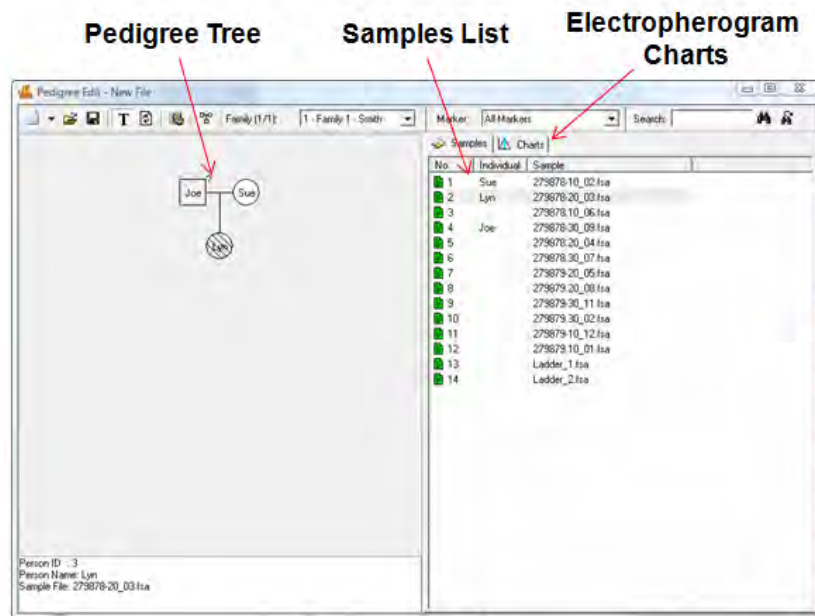 Pedigree Tree
Samples List
Electropherogram
Charts
Pedigree Edit - New File
T Family (1/1): 1 - Family 1 - Smith Marker: All Markers Search:
Samples Charts
No. Individual Sample
Joe Sue
Lyn
1 Sue 279878-10_02.fsa
2 Lyn 279878-20_03.fsa
3 279878.10_06.fsa
4 Joe 279878-30_09.fsa
5 279878.20_04.fsa
6 279878.30_07.fsa
7 279879-20_05.fsa
8 279879.20_08.fsa
9 279879-30_11.fsa
10 279879.30_02.fsa
11 279879-10_12.fsa
12 279879.10_01.fsa
13 Ladder_1.fsa
14 Ladder_2.fsa
Person ID : 3
Person Name: Lyn
Sample File: 279878-20_03.fsa